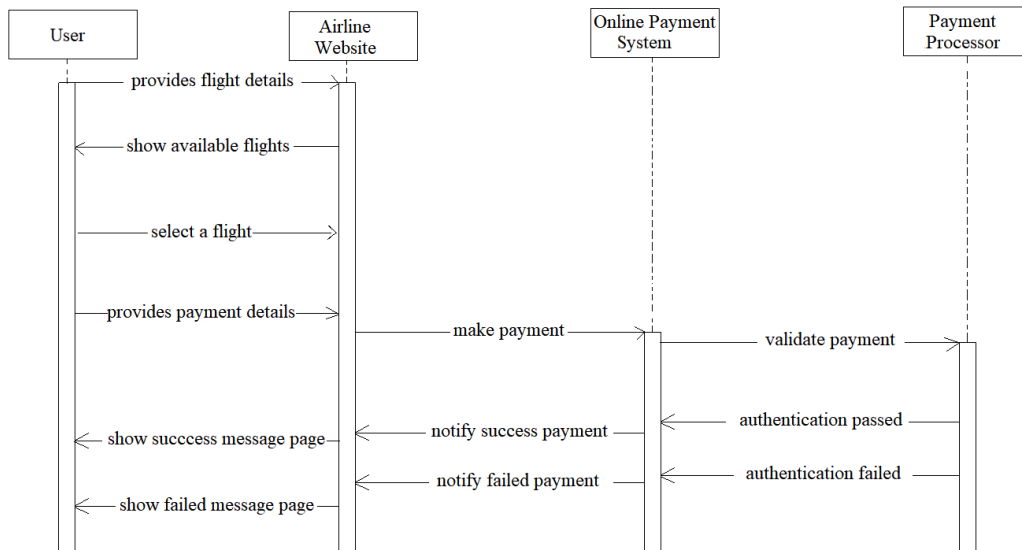 User
Airline
Website
Online Payment
System
Payment
Processor
provides flight details
show available flights
select a flight
provides payment details
make payment
validate payment
authentication passed
notify success payment
show succcess message page
authentication failed
notify failed payment
show failed message page